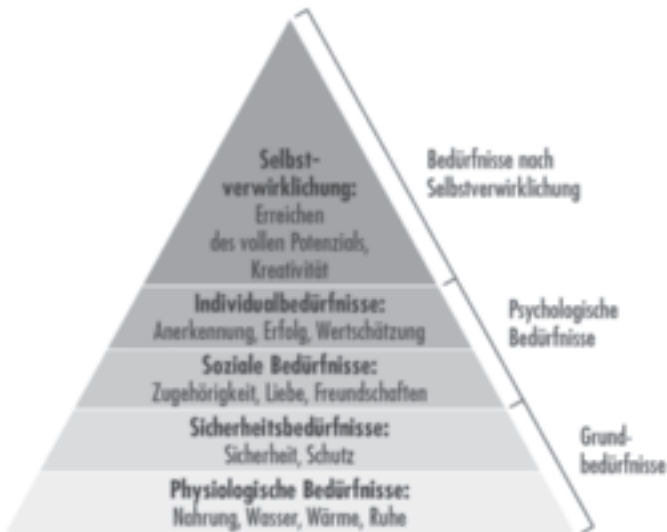 Selbst-
verwirklichung:
Erreichen
des vollen Potenzials,
Kreativität
Bedürfnisse nach
Selbstverwirklichung
Individualbedürfnisse:
Anerkennung, Erfolg, Wertschätzung
Psychologische
Bedürfnisse
Soziale Bedürfnisse:
Zugehörigkeit, Liebe, Freundschaften
Sicherheitsbedürfnisse:
Sicherheit, Schutz
Grund-
bedürfnisse
Physiologische Bedürfnisse:
Nahrung, Wasser, Wärme, Ruhe